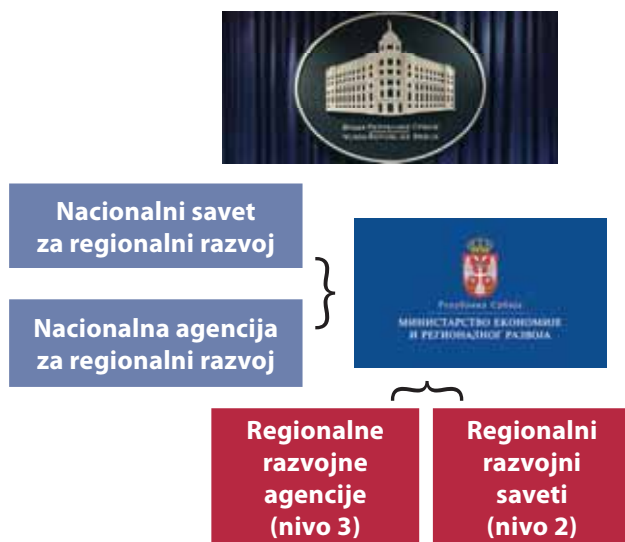 Nacionalni savet
za regionalni razvoj
Nacionalna agencija
za regionalni razvoj
Република Србија
МИНИСТАРСТВО ЕКОНОМИЈЕ
И РЕГИОНАЛНОГ РАЗВОЈА
Regionalne
razvojne
agencije
(nivo 3)
Regionalni
razvojni
saveti
(nivo 2)